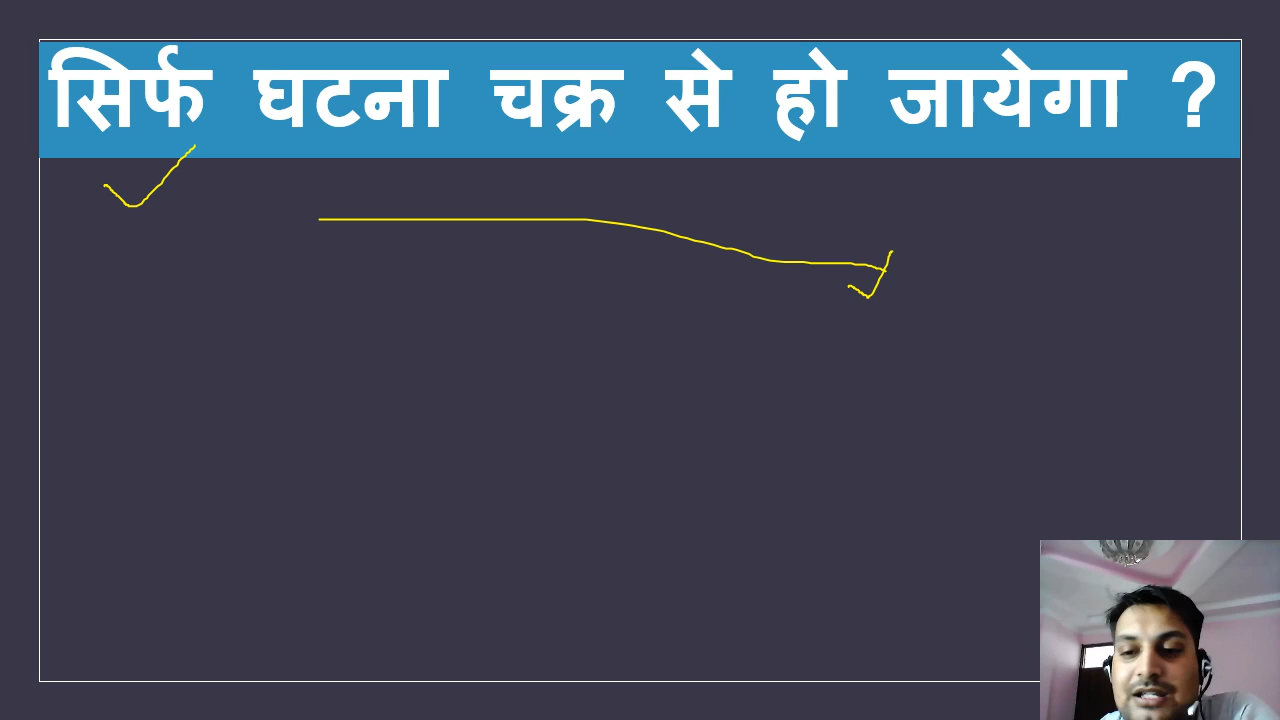 सिर्फ घटना चक्र से हो जायेगा ?